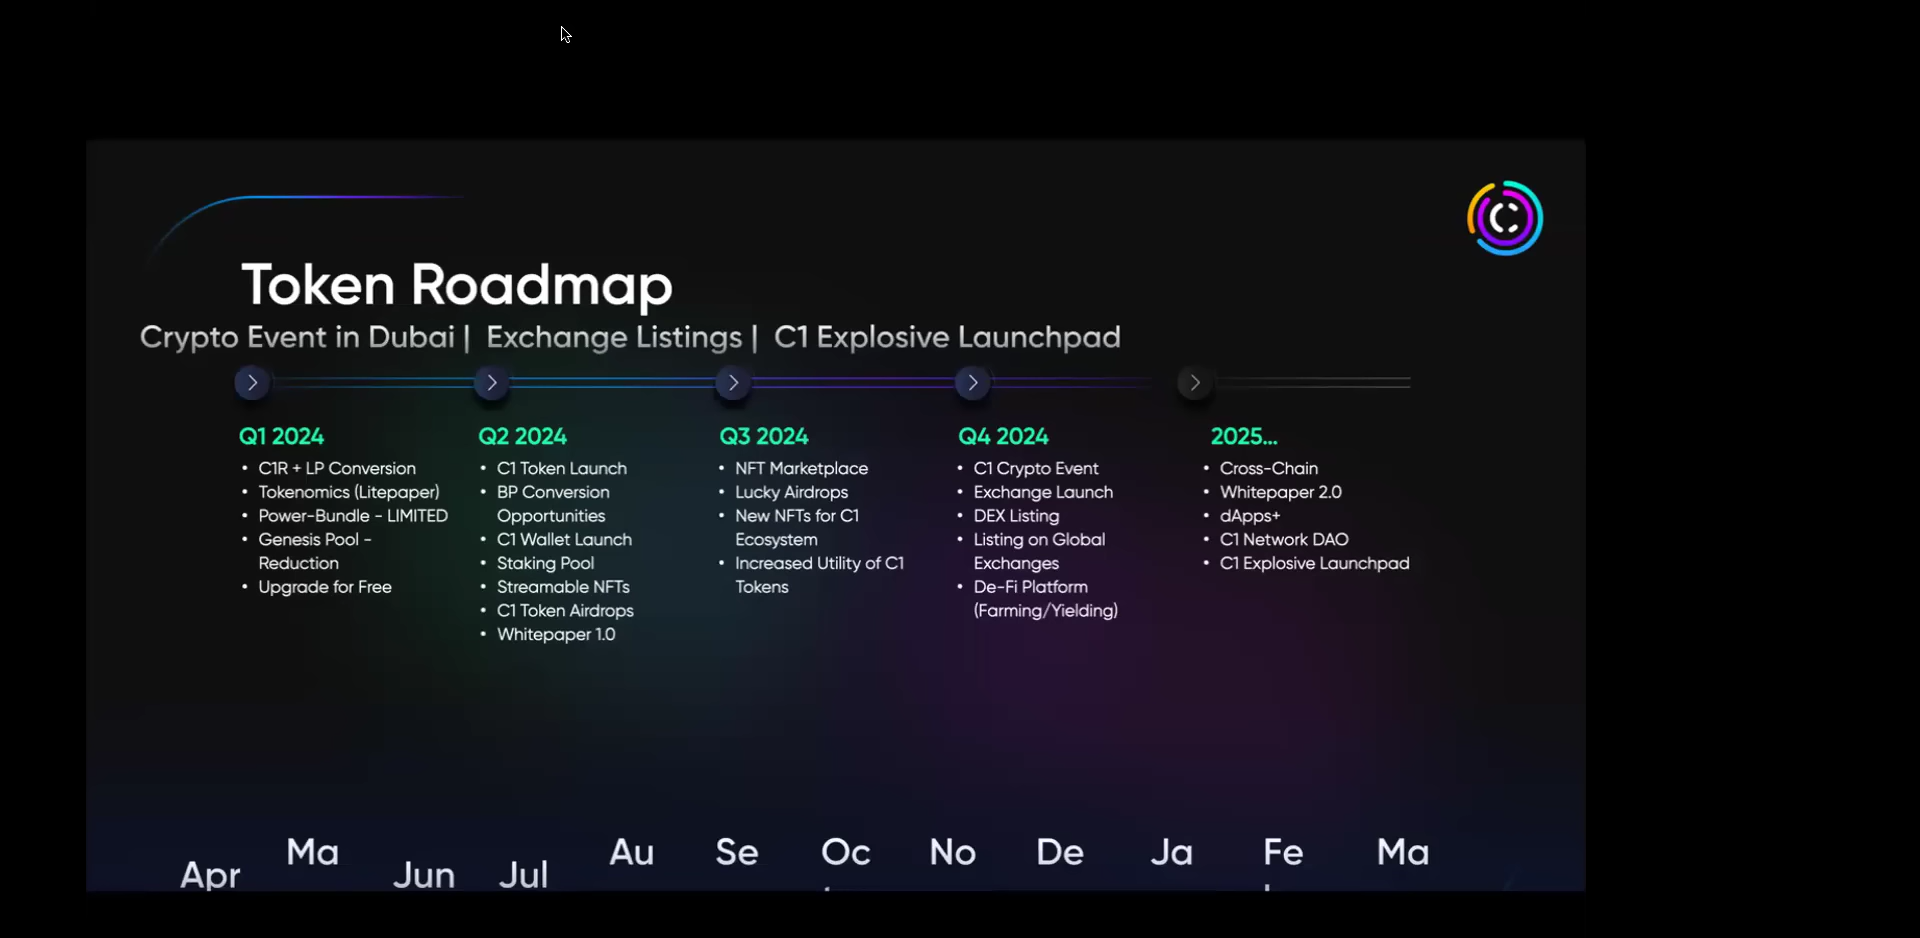 Token Roadmap
Crypto Event in Dubai | Exchange Listings | C1 Explosive Launchpad
Q1 2024
• C1R + LP Conversion
• Tokenomics (Litepaper)
• Power-Bundle - LIMITED
• Genesis Pool -
Reduction
• Upgrade for Free
Q2 2024
• C1 Token Launch
• BP Conversion
Opportunities
• C1 Wallet Launch
• Staking Pool
• Streamable NFTs
• C1 Token Airdrops
• Whitepaper 1.0
Q3 2024
• NFT Marketplace
• Lucky Airdrops
• New NFTs for C1
Ecosystem
• Increased Utility of C1
Tokens
Q4 2024
• C1 Crypto Event
• Exchange Launch
• DEX Listing
• Listing on Global
Exchanges
• De-Fi Platform
(Farming/Yielding)
2025...
• Cross-Chain
• Whitepaper 2.0
• dApps+
• C1 Network DAO
• C1 Explosive Launchpad
Apr Ma Jun Jul Au Se Oc No De Ja Fe Ma